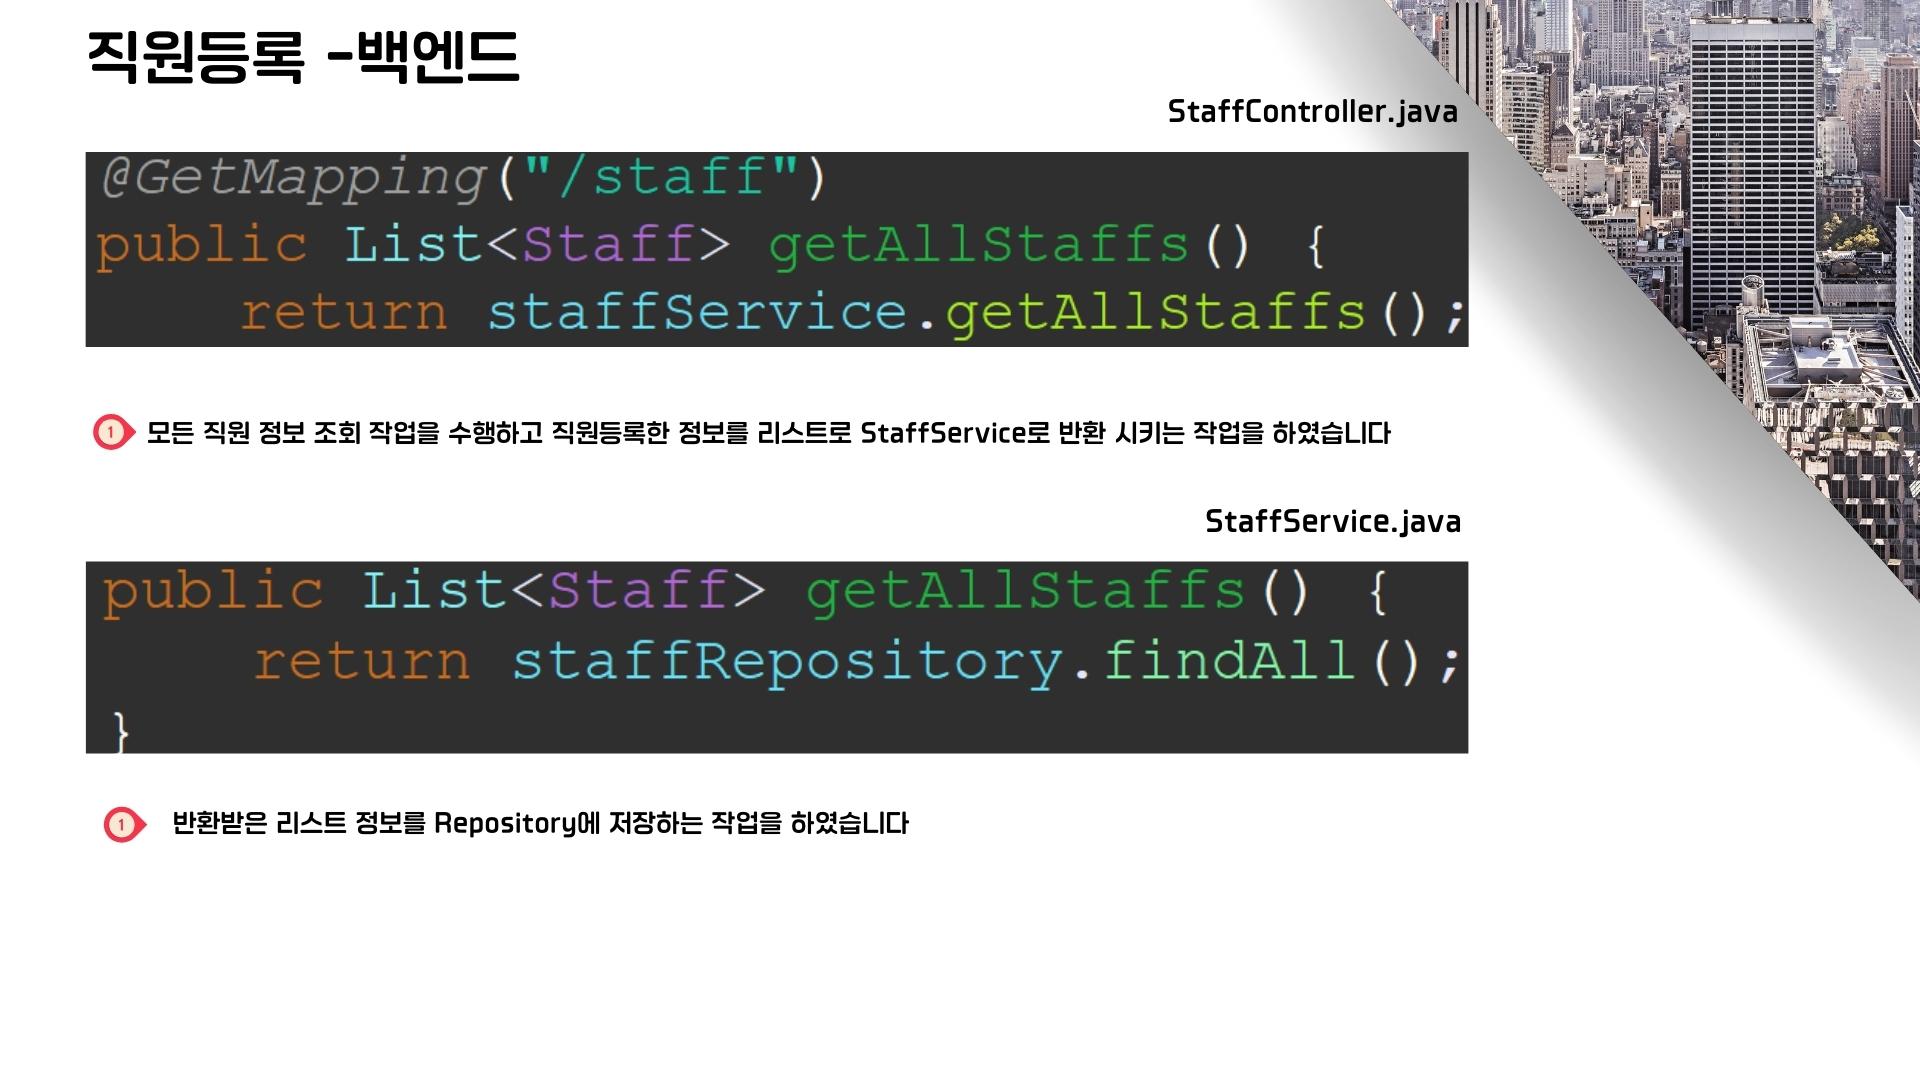 직원등록 -백엔드
StaffController.java
@GetMapping("/staff")
public List<Staff> getAllStaffs() {
return staffService.getAllStaffs();
1 모든 직원 정보 조회 작업을 수행하고 직원등록한 정보를 리스트로 StaffService로 반환 시키는 작업을 하였습니다
StaffService.java
public List<Staff> getAllStaffs() {
return staffRepository.findAll();
}
1 반환받은 리스트 정보를 Repository에 저장하는 작업을 하였습니다